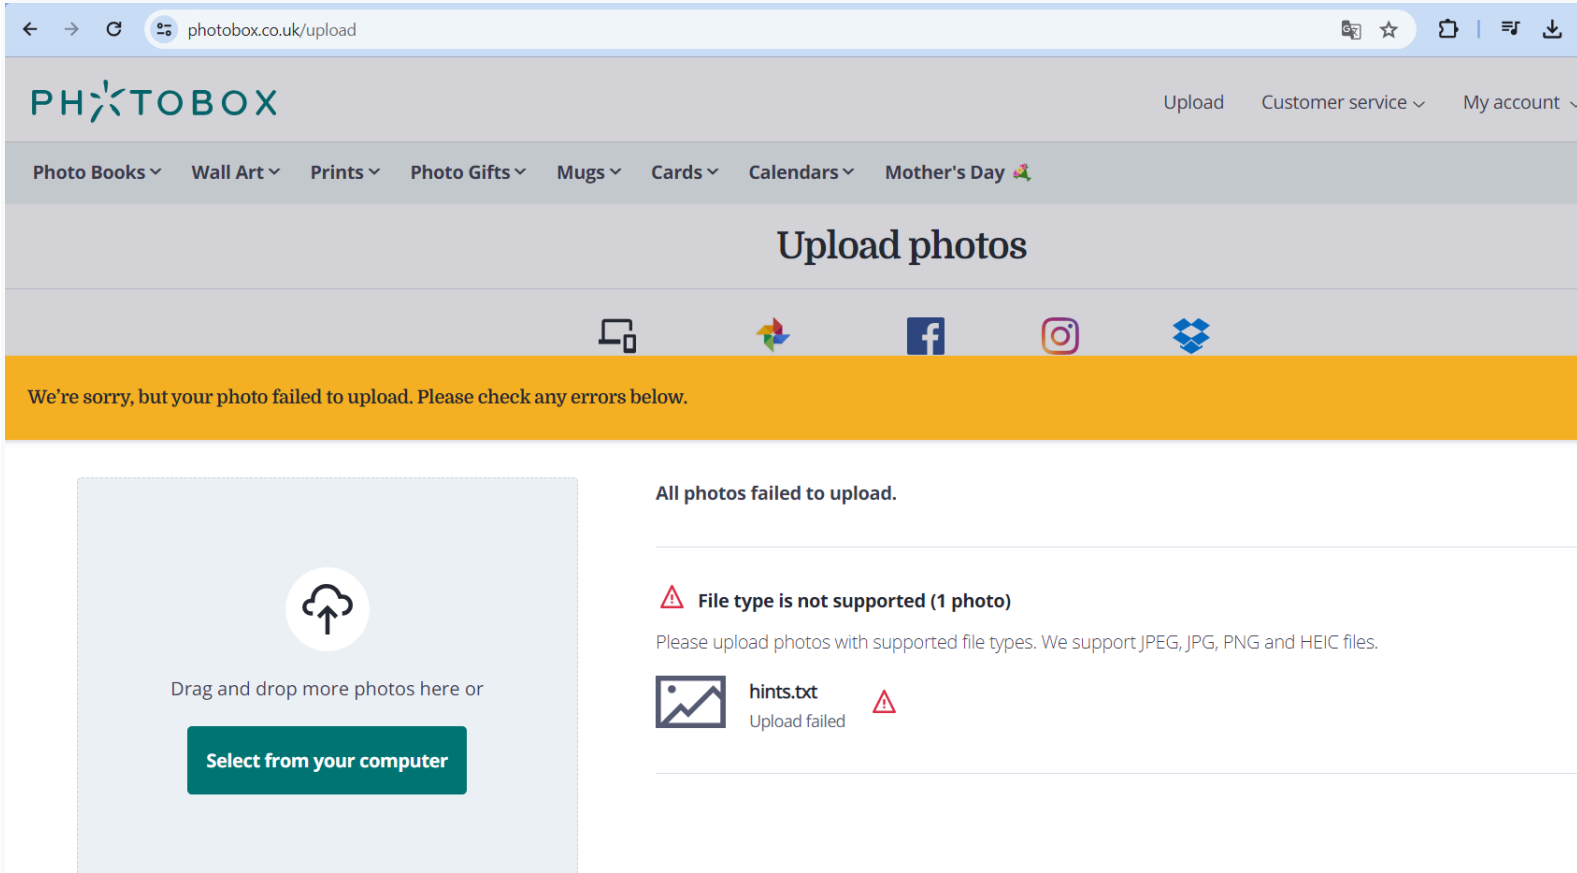 photobox.co.uk/upload
PHOTOBOX
Upload Customer service My account
Photo Books Wall Art Prints Photo Gifts Mugs Cards Calendars Mother's Day
Upload photos
We're sorry, but your photo failed to upload. Please check any errors below.
All photos failed to upload.
File type is not supported (1 photo)
Please upload photos with supported file types. We support JPEG, JPG, PNG and HEIC files.
hints.txt
Upload failed
Drag and drop more photos here or
Select from your computer